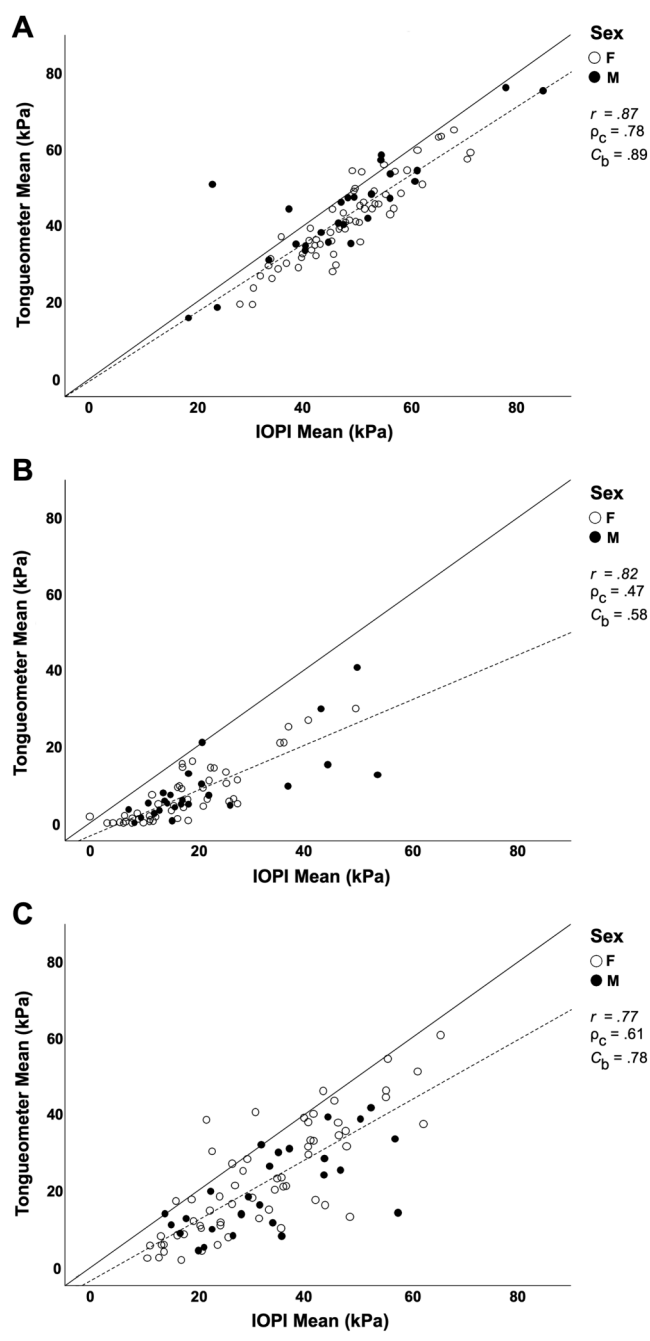 A
Tongueometer Mean (kPa)
80
60
40
20
0
0 20 40 60 80
IOPI Mean (kPa)
Sex
F
M
r = .87
ρc = .78
Cb = .89
B
Tongueometer Mean (kPa)
80
60
40
20
0
0 20 40 60 80
IOPI Mean (kPa)
Sex
F
M
r = .82
ρc = .47
Cb = .58
C
Tongueometer Mean (kPa)
80
60
40
20
0
0 20 40 60 80
IOPI Mean (kPa)
Sex
F
M
r = .77
ρc = .61
Cb = .78